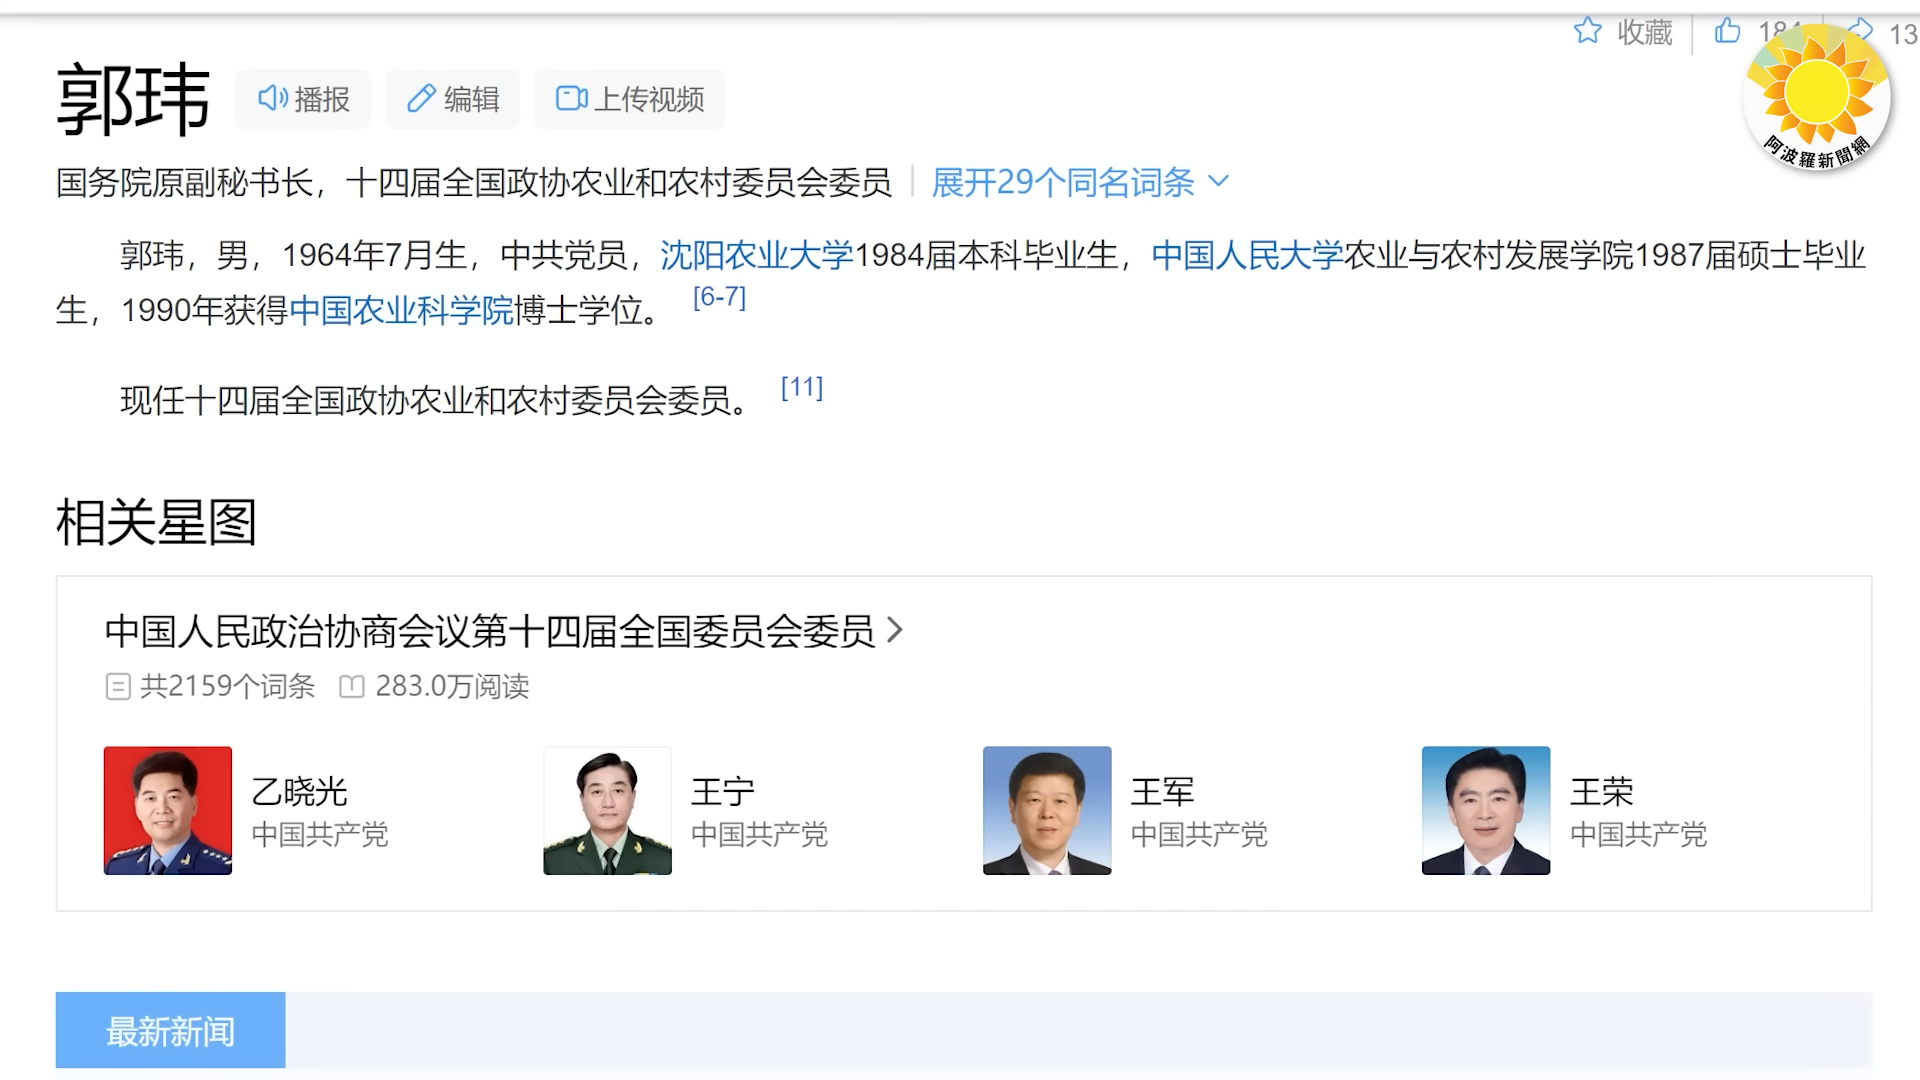 收藏 184 13
郭玮 播报 编辑 上传视频
阿波羅新聞網
国务院原副秘书长，十四届全国政协农业和农村委员会委员 展开29个同名词条
郭玮，男，1964年7月生，中共党员，沈阳农业大学1984届本科毕业生，中国人民大学农业与农村发展学院1987届硕士毕业
生，1990年获得中国农业科学院博士学位。 [6-7]
现任十四届全国政协农业和农村委员会委员。 [11]
相关星图
中国人民政治协商会议第十四届全国委员会委员
共2159个词条 283.0万阅读
乙晓光 王宁 王军 王荣
中国共产党 中国共产党 中国共产党 中国共产党
最新新闻